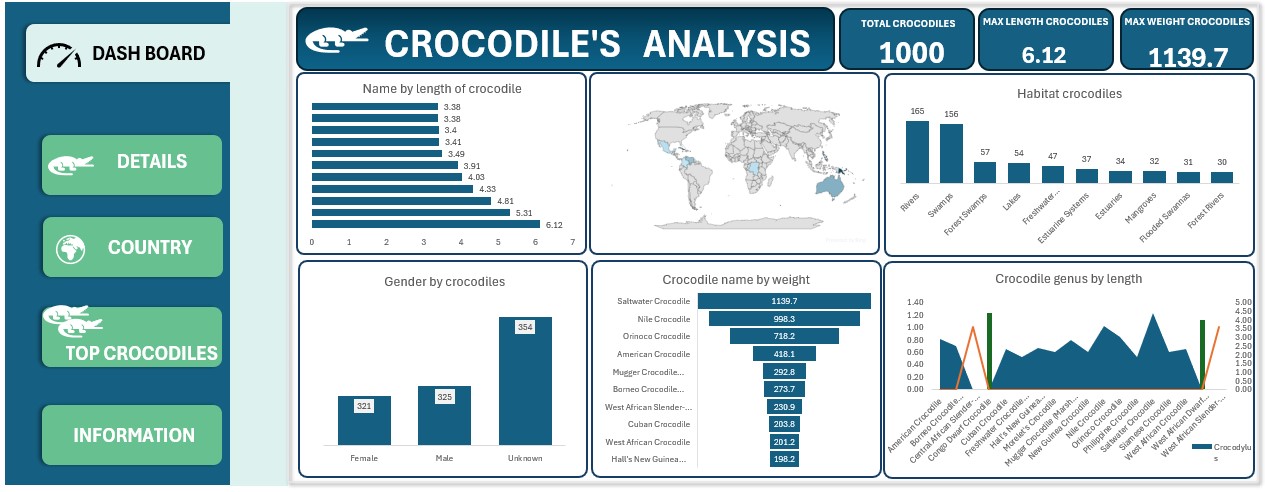 DASH BOARD
DETAILS
COUNTRY
TOP CROCODILES
INFORMATION
CROCODILE'S ANALYSIS
TOTAL CROCODILES
1000
MAX LENGTH CROCODILES
6.12
MAX WEIGHT CROCODILES
1139.7
Name by length of crocodile
3.38
3.38
3.4
3.41
3.49
3.91
4.03
4.33
4.81
5.31
6.12
0 1 2 3 4 5 6 7
Habitat crocodiles
165 156 57 54 47 37 34 32 31 30
Rivers
Swamps
Forest Swamps
Lakes
Freshwater...
Estuarine Systems
Estuaries
Mangroves
Flooded Savannas
Forest Rivers
Gender by crocodiles
321 325 354
Female Male Unknown
Crocodile name by weight
Saltwater Crocodile 1139.7
Nile Crocodile 998.3
Orinoco Crocodile 718.2
American Crocodile 418.1
Mugger Crocodile... 292.8
Borneo Crocodile... 273.7
West African Slender-... 230.9
Cuban Crocodile 203.8
West African Crocodile 201.2
Hall's New Guinea... 198.2
Crocodile genus by length
1.40
1.20
1.00
0.80
0.60
0.40
0.20
0.00
5.00
4.50
4.00
3.50
3.00
2.50
2.00
1.50
1.00
0.50
0.00
American Crocodile
Borneo Crocodile...
Central African Slender-...
Congo Dwarf Crocodile
Cuban Crocodile
Freshwater Crocodile...
Hall's New Guinea...
Morelet's Crocodile
Mugger Crocodile (Marsh...
New Guinea Crocodile
Nile Crocodile
Orinoco Crocodile
Philippine Crocodile
Saltwater Crocodile
Siamese Crocodile
West African Crocodile
West African Dwarf...
West African Slender-...
Crocodylu
s